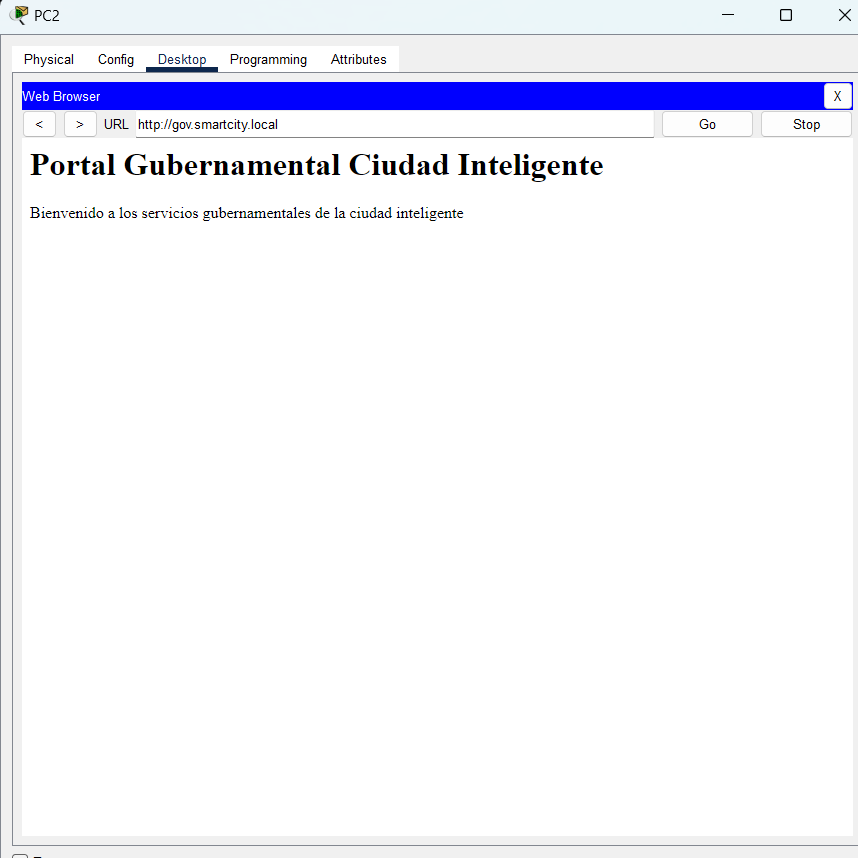 PC2
Physical Config Desktop Programming Attributes
Web Browser X
< > URL http://gov.smartcity.local Go Stop
Portal Gubernamental Ciudad Inteligente
Bienvenido a los servicios gubernamentales de la ciudad inteligente